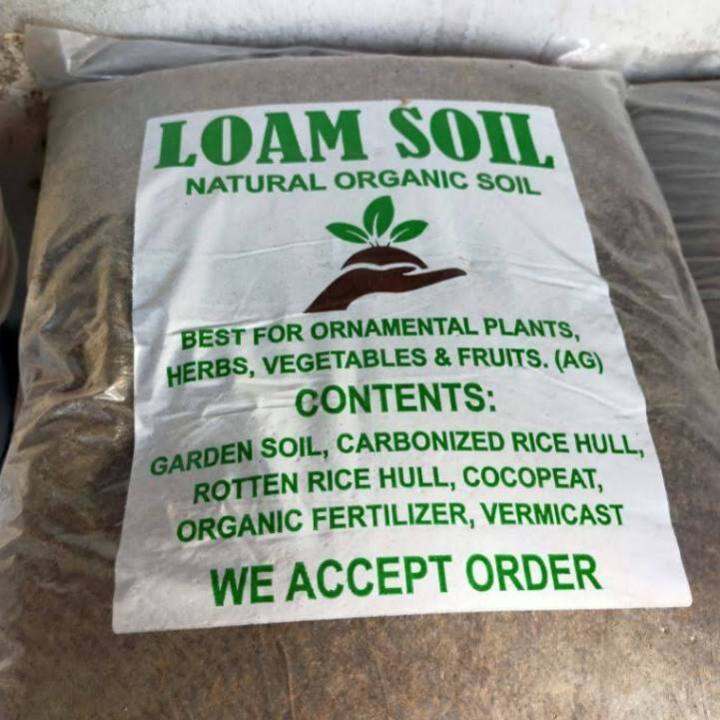 LOAM SOIL
NATURAL ORGANIC SOIL
BEST FOR ORNAMENTAL PLANTS,
HERBS, VEGETABLES & FRUITS. (AG)
CONTENTS:
GARDEN SOIL, CARBONIZED RICE HULL,
ROTTEN RICE HULL, COCOPEAT,
ORGANIC FERTILIZER, VERMICAST
WE ACCEPT ORDER